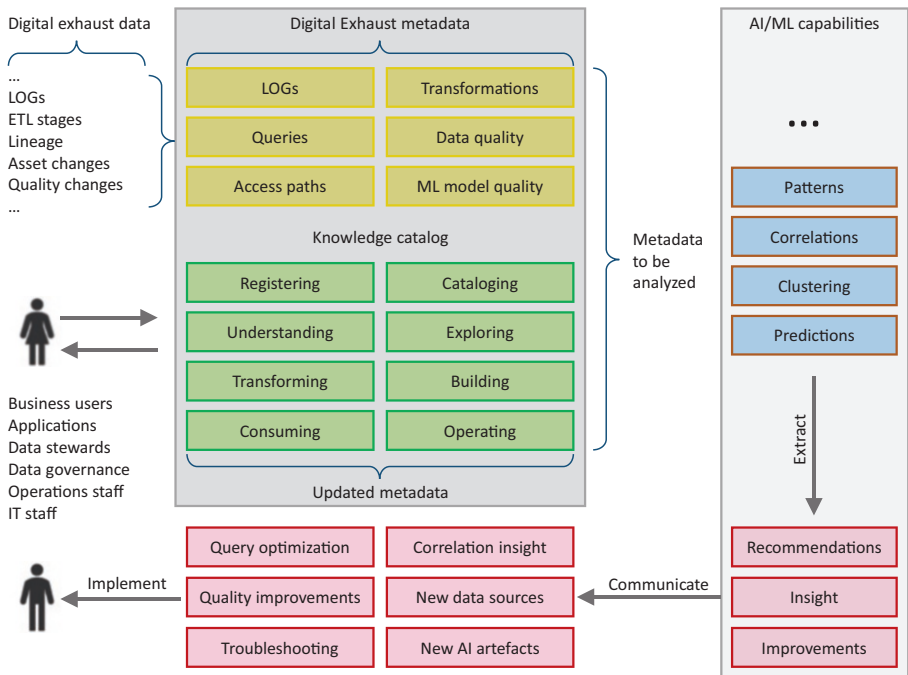 Digital exhaust data
...
LOGs
ETL stages
Lineage
Asset changes
Quality changes
...
Digital Exhaust metadata
LOGs
Transformations
Queries
Data quality
Access paths
ML model quality
Knowledge catalog
Registering
Cataloging
Understanding
Exploring
Transforming
Building
Consuming
Operating
Updated metadata
Metadata
to be
analyzed
AI/ML capabilities
...
Patterns
Correlations
Clustering
Predictions
Extract
Recommendations
Insight
Improvements
Communicate
Query optimization
Correlation insight
Quality improvements
New data sources
Troubleshooting
New AI artefacts
Implement
Business users
Applications
Data stewards
Data governance
Operations staff
IT staff